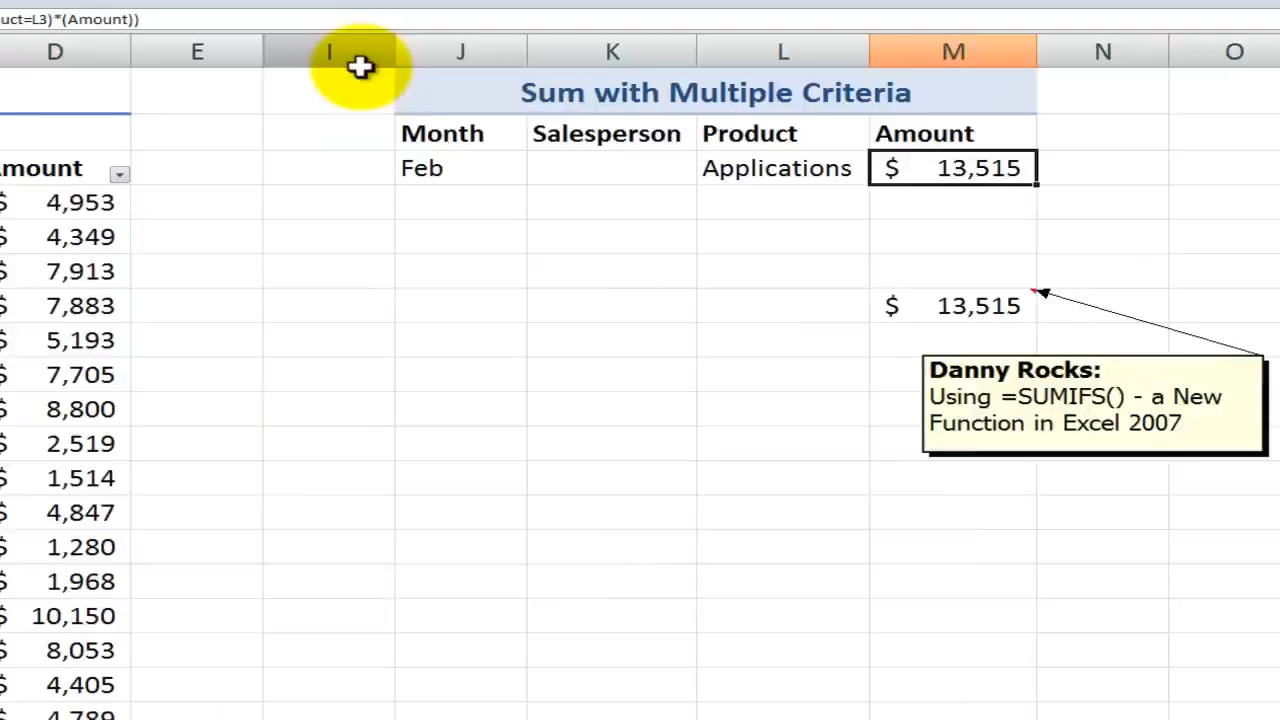 uct=L3)*(Amount))
D E I J K L M N O
Sum with Multiple Criteria
Month Salesperson Product Amount
mount Feb Applications $ 13,515
$ 4,953
$ 4,349
$ 7,913
$ 7,883 $ 13,515
$ 5,193
$ 7,705
$ 8,800
$ 2,519
$ 1,514
$ 4,847
$ 1,280
$ 1,968
$ 10,150
$ 8,053
$ 4,405
4,789
Danny Rocks:
Using =SUMIFS() - a New
Function in Excel 2007